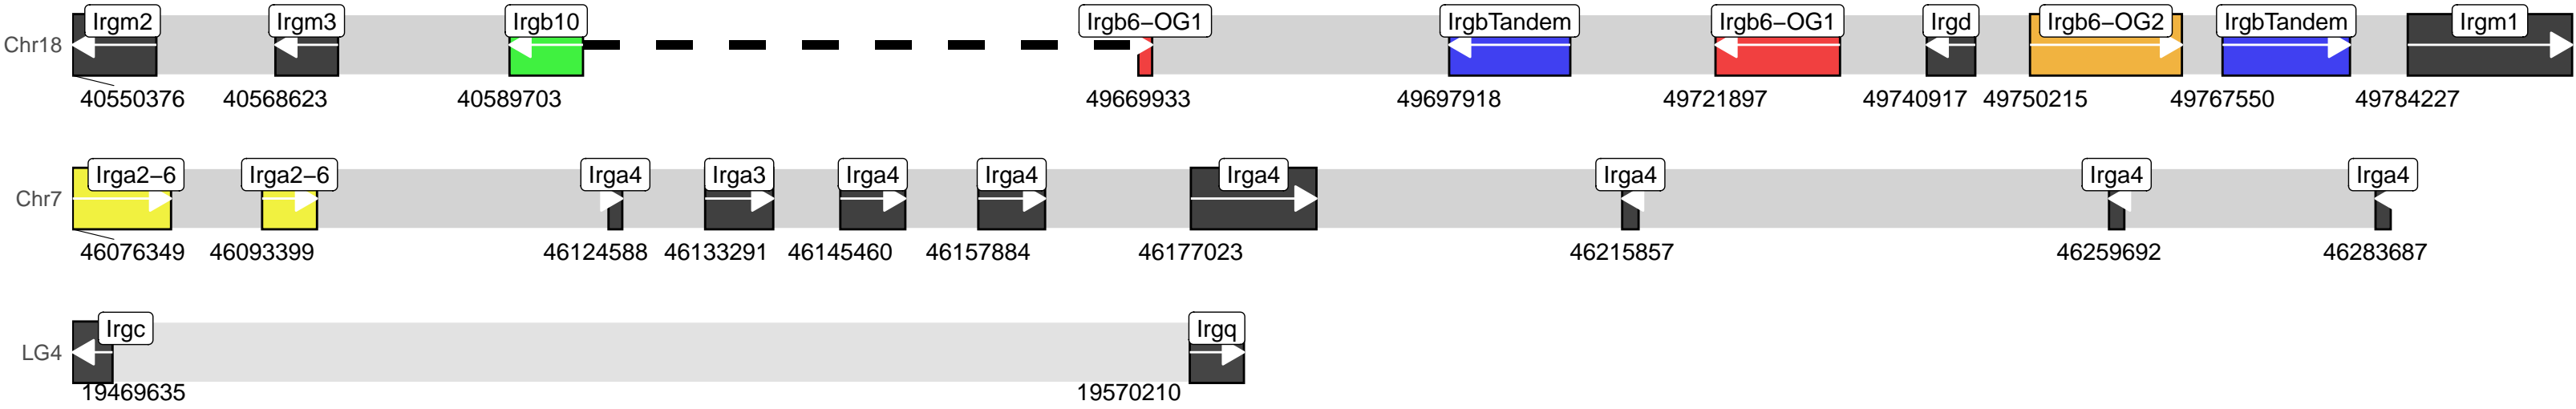 Irgm2 Irgm3 Irgb10 Irgb6−OG1 IrgbTandem Irgb6−OG1 Irgd Irgb6−OG2 IrgbTandem Irgm1
Chr18
40550376 40568623 40589703 49669933 49697918 49721897 49740917 49750215 49767550 49784227
Irga2−6 Irga2−6 Irga4 Irga3 Irga4 Irga4 Irga4 Irga4 Irga4 Irga4
Chr7
46076349 46093399 46124588 46133291 46145460 46157884 46177023 46215857 46259692 46283687
Irgc Irgq
LG4
19469635 19570210